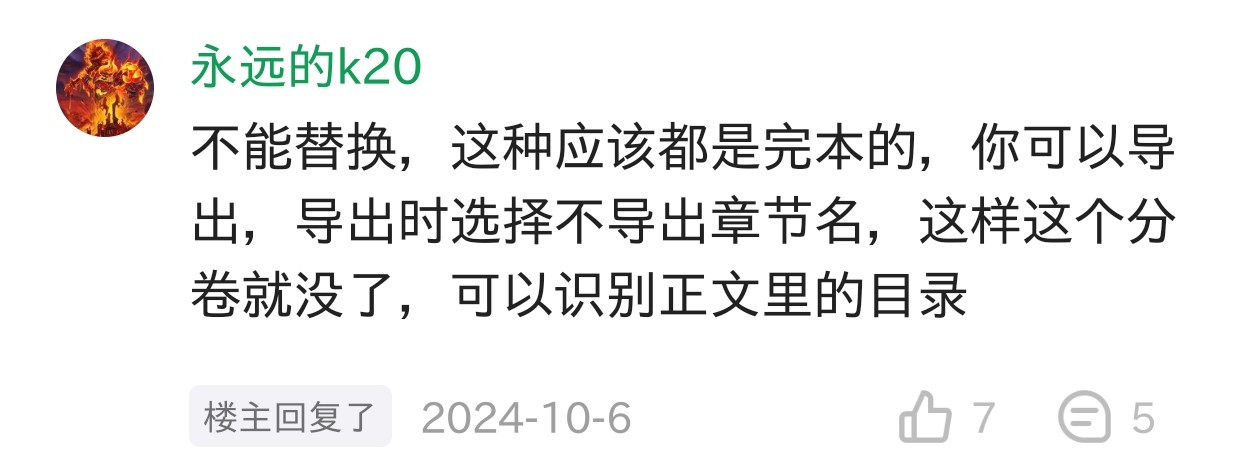 永远的k20
不能替换，这种应该都是完本的，你可以导
出，导出时选择不导出章节名，这样这个分
卷就没了，可以识别正文里的目录
楼主回复了 2024-10-6 7 5